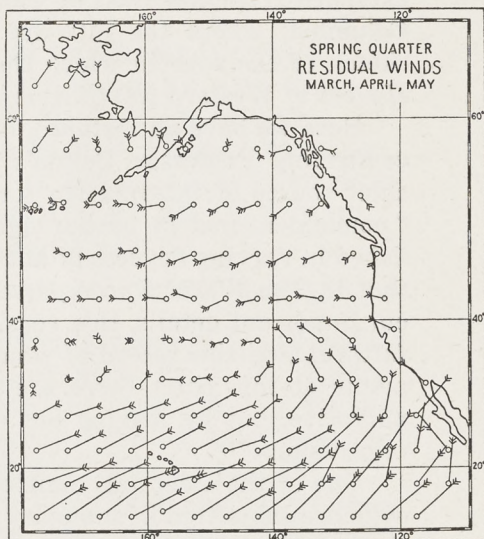 160° 140° 120°
SPRING QUARTER
RESIDUAL WINDS
MARCH, APRIL, MAY
60° 60°
40° 40°
20° 20°
160° 140° 120°